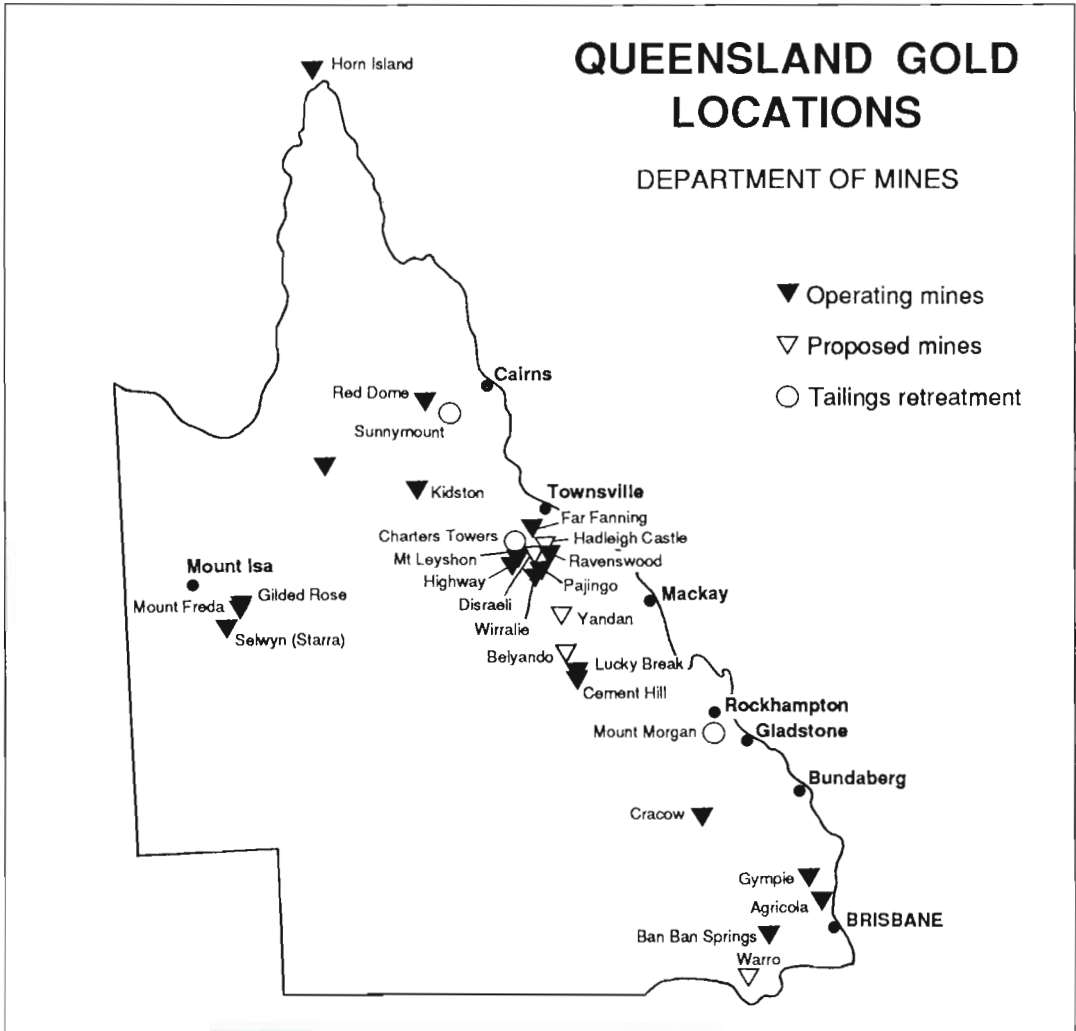 QUEENSLAND GOLD
LOCATIONS
DEPARTMENT OF MINES
Operating mines
Proposed mines
Tailings retreatment
Horn Island
Cairns
Red Dome
Sunnymount
Kidston
Townsville
Far Fanning
Charters Towers
Hadleigh Castle
Mt Leyshon
Ravenswood
Highway
Pajingo
Disraeli
Wirralie
Mount Isa
Gilded Rose
Mount Freda
Selwyn (Starra)
Mackay
Yandan
Belyando
Lucky Break
Cement Hill
Rockhampton
Mount Morgan
Gladstone
Bundaberg
Cracow
Gympie
Agricola
BRISBANE
Ban Ban Springs
Warro